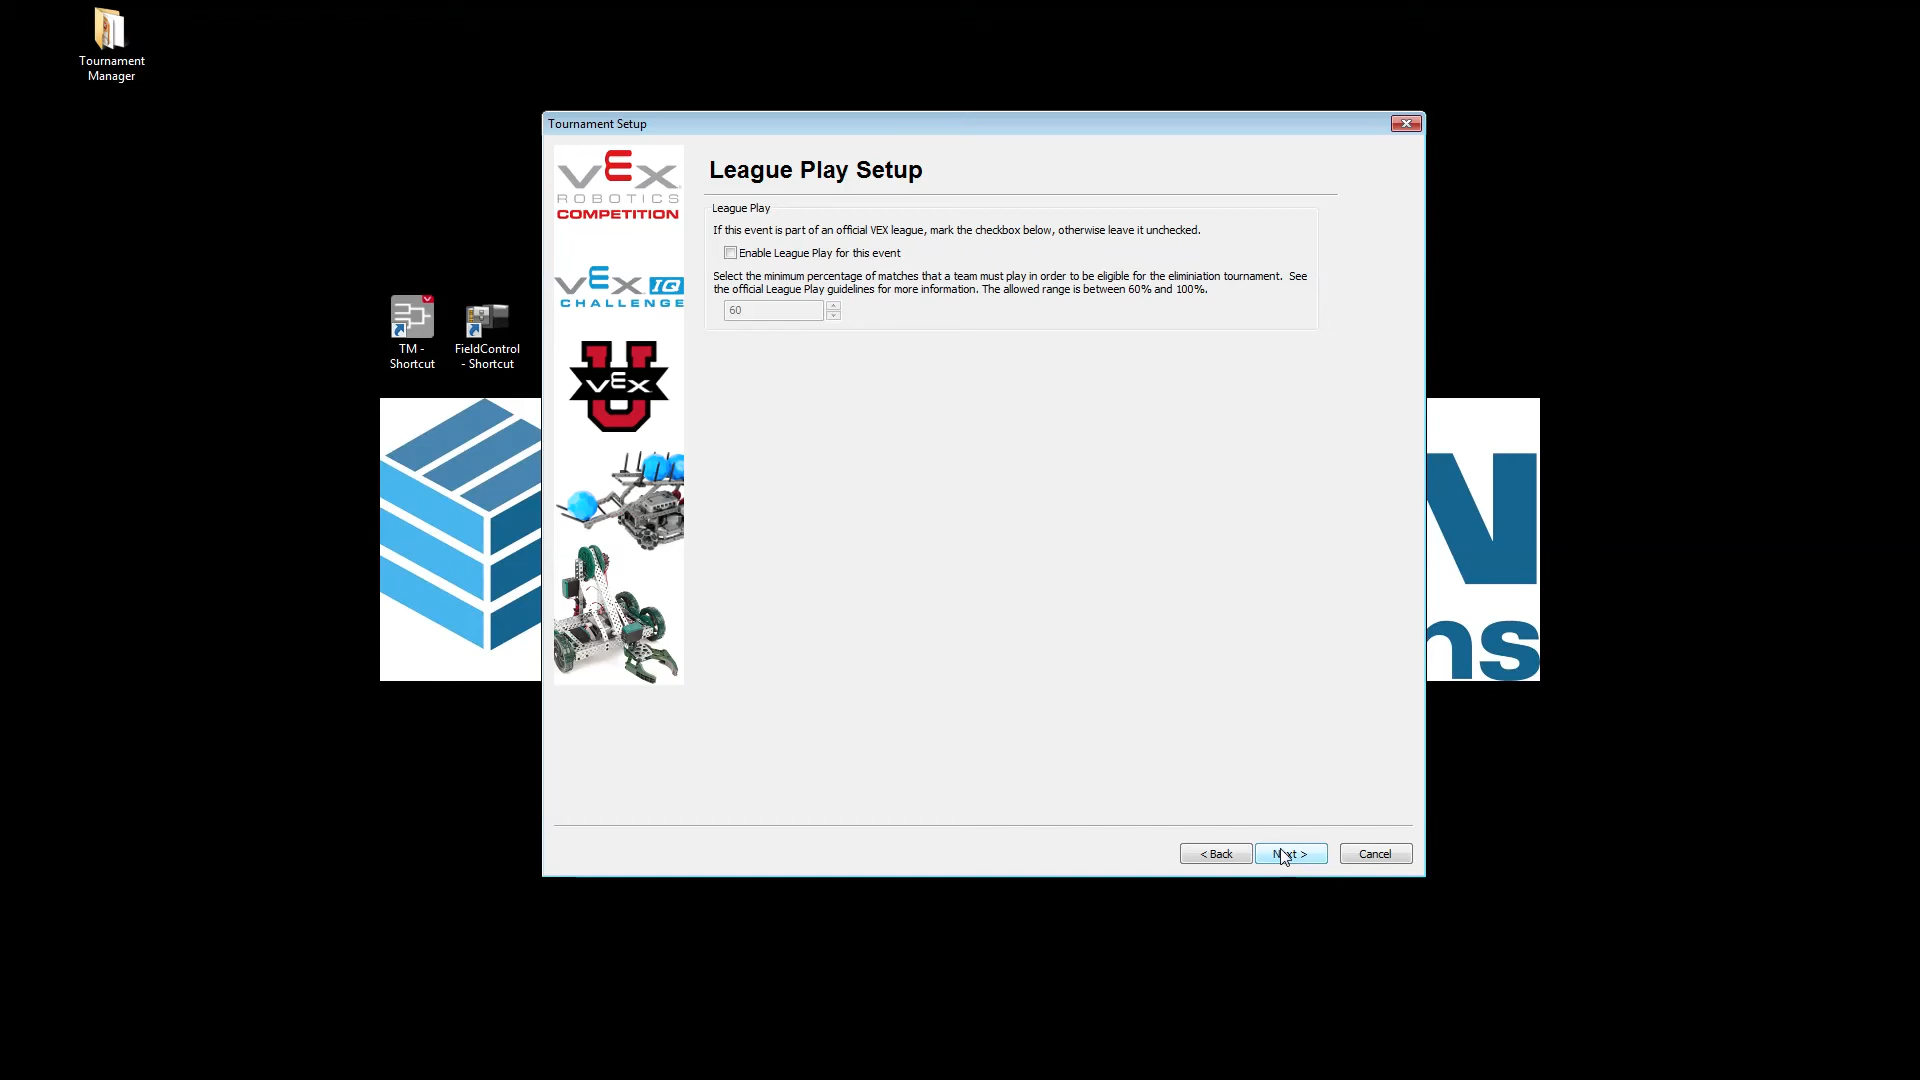 Tournament
Manager
Tournament Setup
VEX
ROBOTICS
COMPETITION
League Play Setup
League Play
If this event is part of an official VEX league, mark the checkbox below, otherwise leave it unchecked.
Enable League Play for this event
Select the minimum percentage of matches that a team must play in order to be eligible for the eliminiation tournament. See
the official League Play guidelines for more information. The allowed range is between 60% and 100%.
60
VEX IQ
CHALLENGE
TM -
Shortcut
FieldControl
- Shortcut
U
VEX
N
ns
< Back
Next >
Cancel